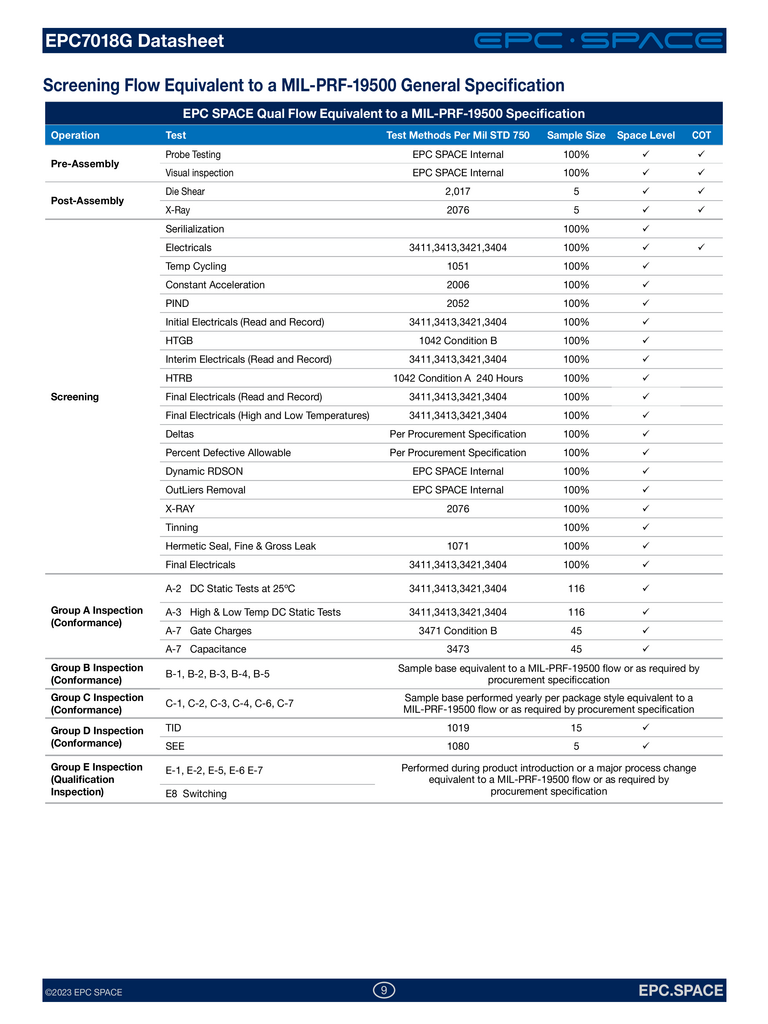 EPC7018G Datasheet
EPC·SPACE
Screening Flow Equivalent to a MIL-PRF-19500 General Specification
EPC SPACE Qual Flow Equivalent to a MIL-PRF-19500 Specification
Operation Test Test Methods Per Mil STD 750 Sample Size Space Level COT
Pre-Assembly
Probe Testing EPC SPACE Internal 100% ✓ ✓
Visual inspection EPC SPACE Internal 100% ✓ ✓
Post-Assembly
Die Shear 2,017 5 ✓ ✓
X-Ray 2076 5 ✓ ✓
Screening
Serilialization 100% ✓
Electricals 3411,3413,3421,3404 100% ✓ ✓
Temp Cycling 1051 100% ✓
Constant Acceleration 2006 100% ✓
PIND 2052 100% ✓
Initial Electricals (Read and Record) 3411,3413,3421,3404 100% ✓
HTGB 1042 Condition B 100% ✓
Interim Electricals (Read and Record) 3411,3413,3421,3404 100% ✓
HTRB 1042 Condition A 240 Hours 100% ✓
Final Electricals (Read and Record) 3411,3413,3421,3404 100% ✓
Final Electricals (High and Low Temperatures) 3411,3413,3421,3404 100% ✓
Deltas Per Procurement Specification 100% ✓
Percent Defective Allowable Per Procurement Specification 100% ✓
Dynamic RDSON EPC SPACE Internal 100% ✓
OutLiers Removal EPC SPACE Internal 100% ✓
X-RAY 2076 100% ✓
Tinning 100% ✓
Hermetic Seal, Fine & Gross Leak 1071 100% ✓
Final Electricals 3411,3413,3421,3404 100% ✓
Group A Inspection
(Conformance)
A-2 DC Static Tests at 25ºC 3411,3413,3421,3404 116 ✓
A-3 High & Low Temp DC Static Tests 3411,3413,3421,3404 116 ✓
A-7 Gate Charges 3471 Condition B 45 ✓
A-7 Capacitance 3473 45 ✓
Group B Inspection
(Conformance)
B-1, B-2, B-3, B-4, B-5
Sample base equivalent to a MIL-PRF-19500 flow or as required by
procurement specificcation
Group C Inspection
(Conformance)
C-1, C-2, C-3, C-4, C-6, C-7
Sample base performed yearly per package style equivalent to a
MIL-PRF-19500 flow or as required by procurement specification
Group D Inspection
(Conformance)
TID 1019 15 ✓
SEE 1080 5 ✓
Group E Inspection
(Qualification
Inspection)
E-1, E-2, E-5, E-6 E-7
E8 Switching
Performed during product introduction or a major process change
equivalent to a MIL-PRF-19500 flow or as required by
procurement specification
©2023 EPC SPACE
9
EPC.SPACE